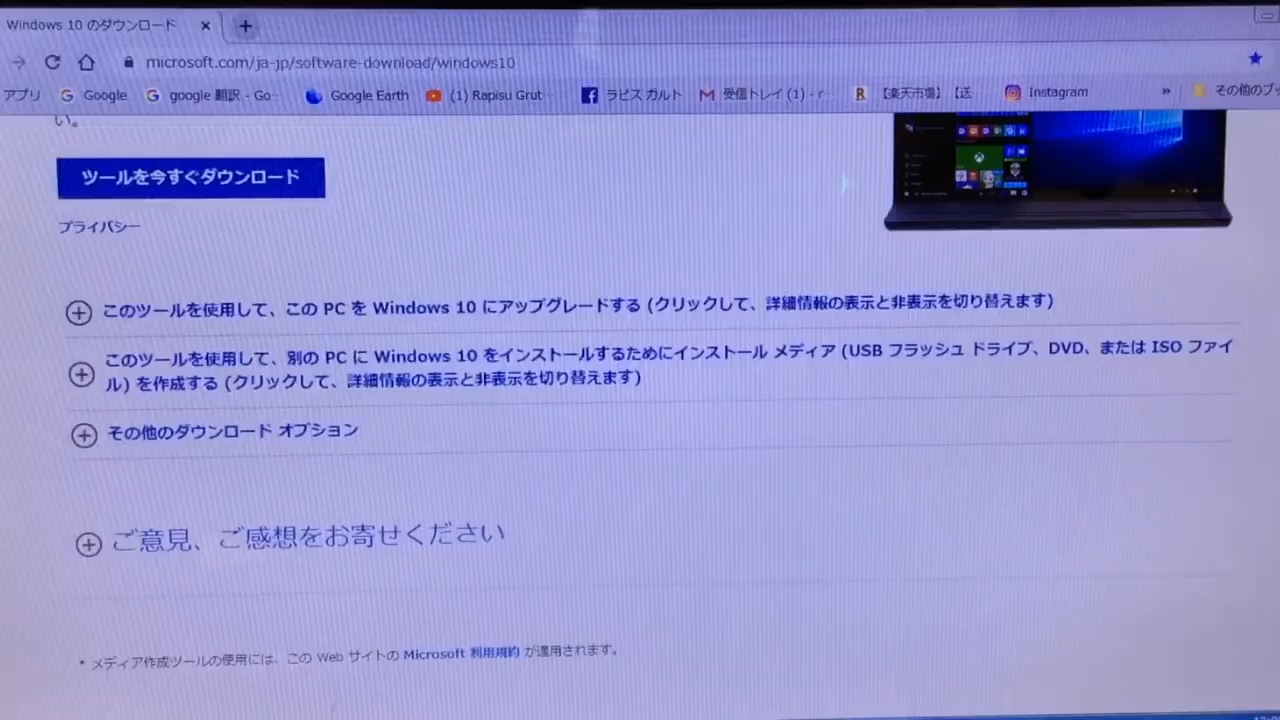 Windows 10 のダウンロード
microsoft.com/ja-jp/software-download/windows10
アプリ Google google 翻訳 - Go Google Earth (1) Rapisu Grut ラピス ガルト 受信トレイ (1) - r 【楽天市場】【送 Instagram » その他のブッ
い。
ツールを今すぐダウンロード
プライバシー
このツールを使用して、この PC を Windows 10 にアップグレードする (クリックして、詳細情報の表示と非表示を切り替えます)
このツールを使用して、別の PC に Windows 10 をインストールするためにインストール メディア (USB フラッシュ ドライブ、DVD、または ISO ファイ
ル) を作成する (クリックして、詳細情報の表示と非表示を切り替えます)
その他のダウンロード オプション
ご意見、ご感想をお寄せください
* メディア作成ツールの使用には、この Web サイトの Microsoft 利用規約 が適用されます。